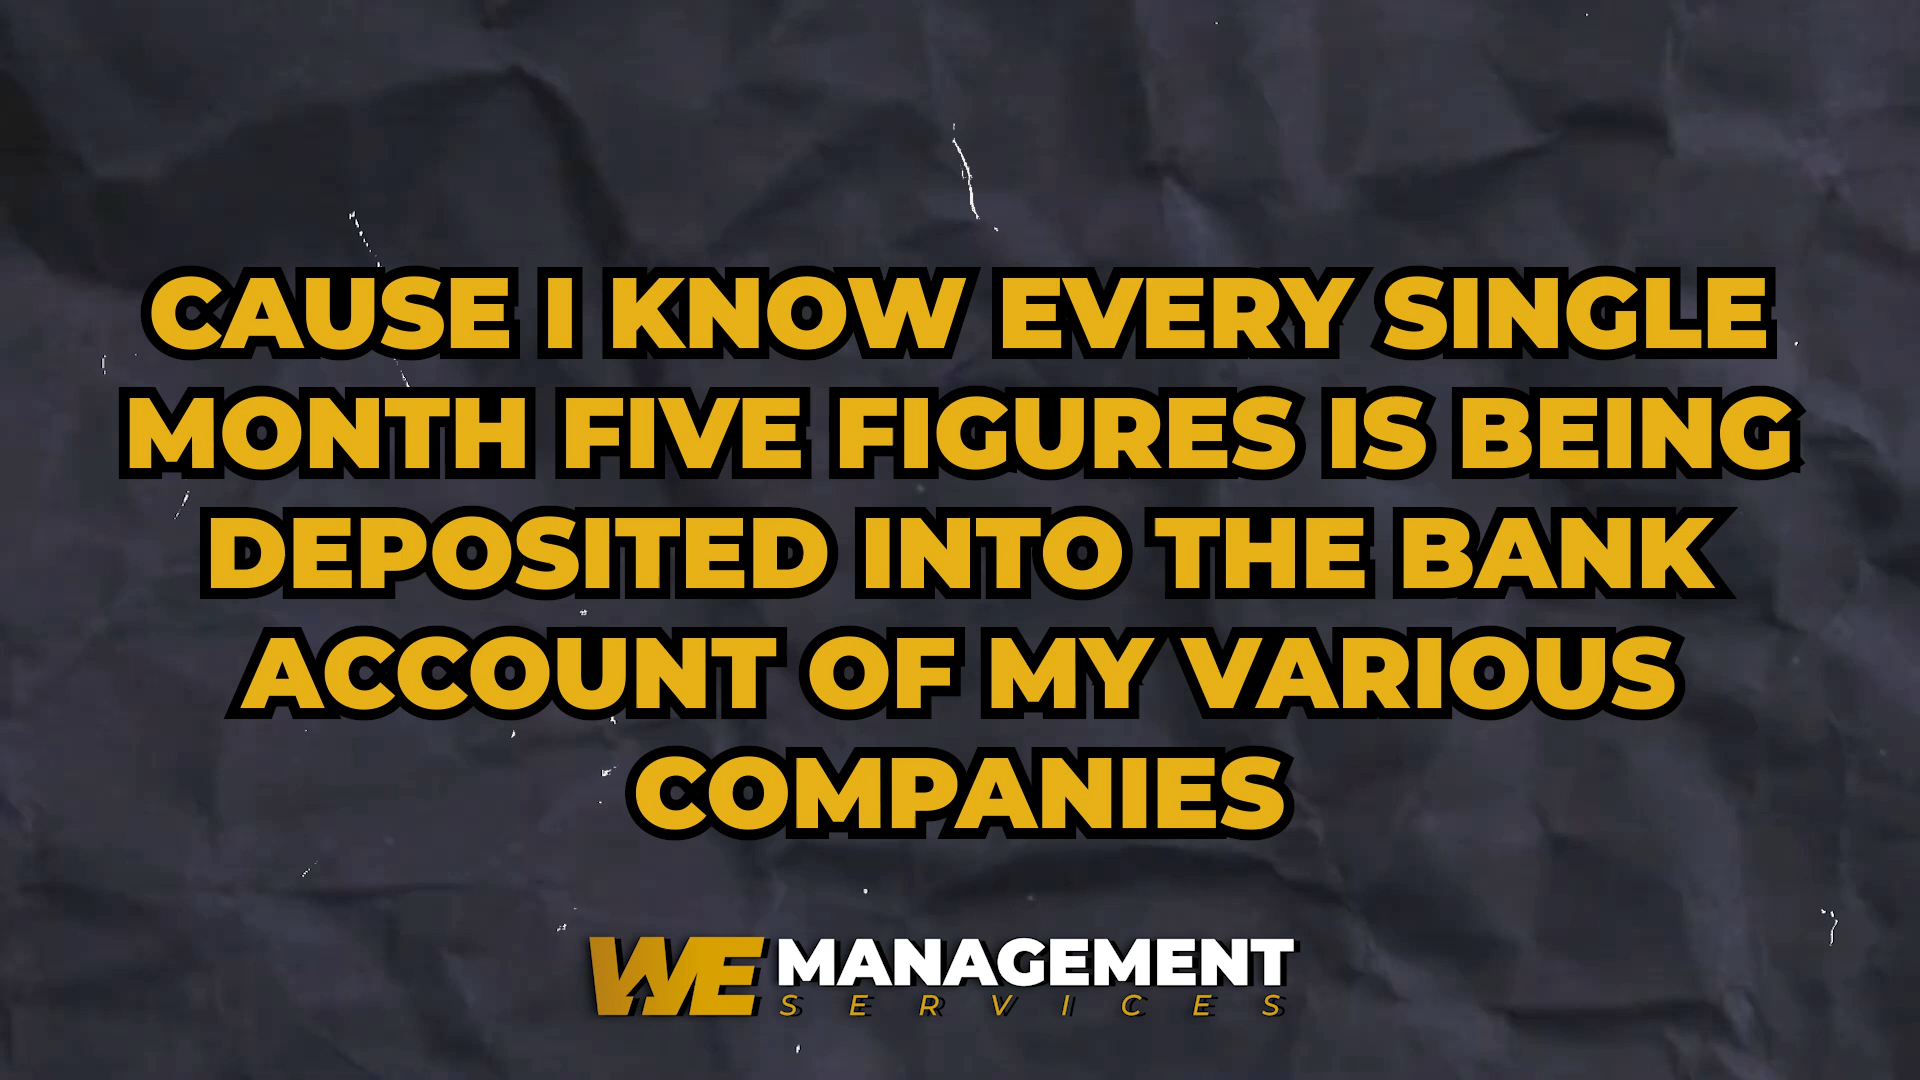 CAUSE I KNOW EVERY SINGLE
MONTH FIVE FIGURES IS BEING
DEPOSITED INTO THE BANK
ACCOUNT OF MY VARIOUS
COMPANIES
WE MANAGEMENT
SERVICES